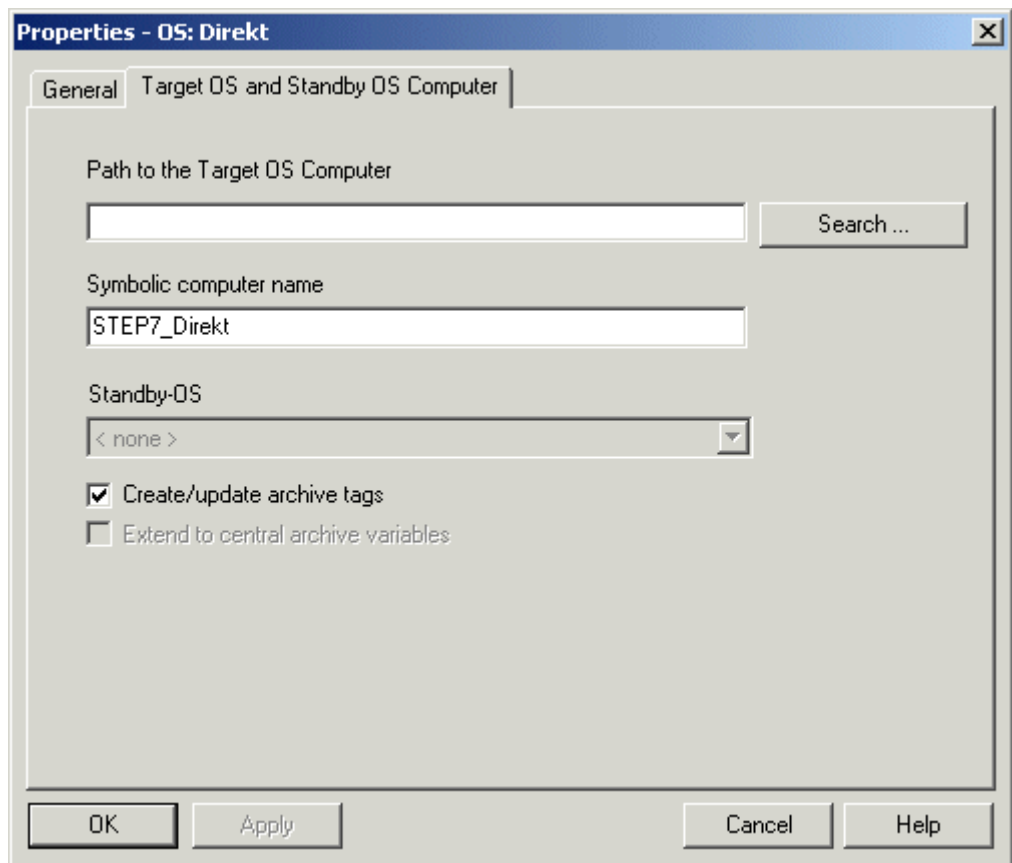 Properties - OS: Direkt
General
Target OS and Standby OS Computer
Path to the Target OS Computer
Search ...
Symbolic computer name
STEP7_Direkt
Standby-OS
< none >
Create/update archive tags
Extend to central archive variables
OK
Apply
Cancel
Help